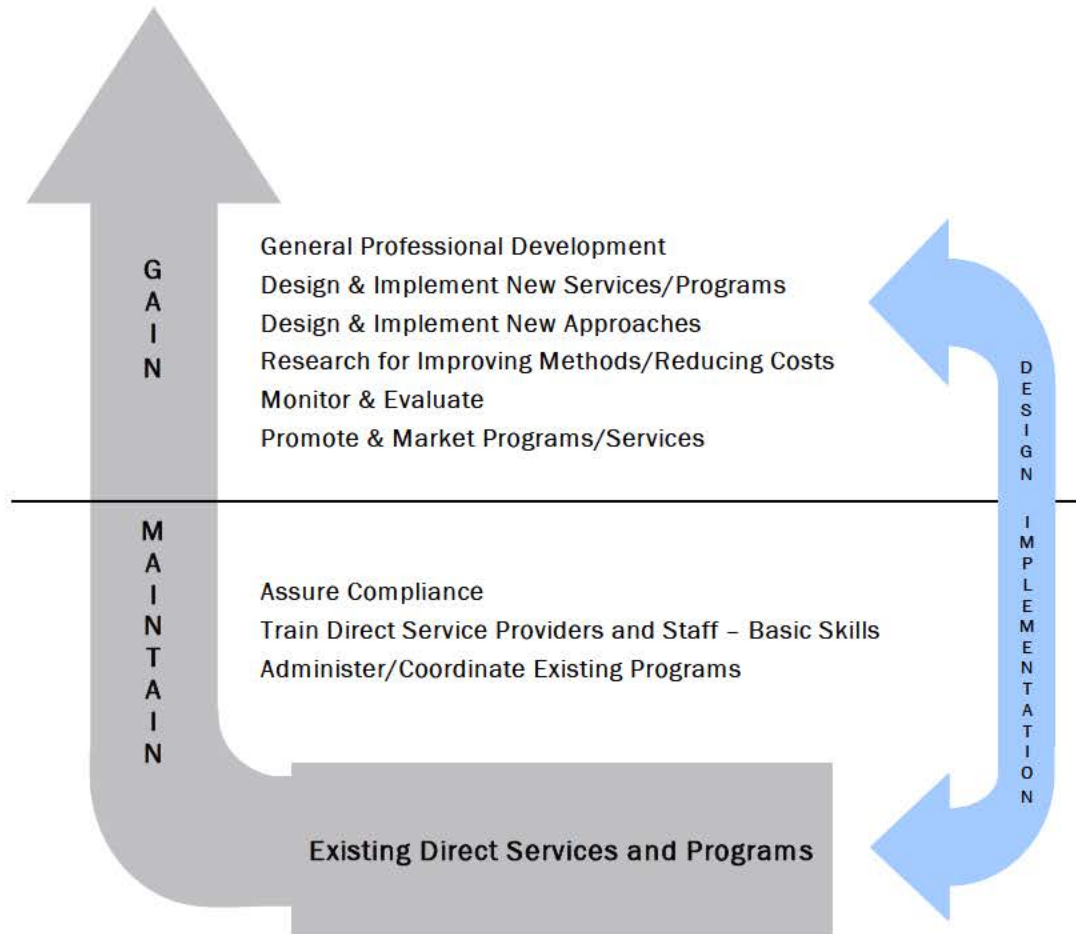 GAIN
General Professional Development
Design & Implement New Services/Programs
Design & Implement New Approaches
Research for Improving Methods/Reducing Costs
Monitor & Evaluate
Promote & Market Programs/Services
MAINTAIN
Assure Compliance
Train Direct Service Providers and Staff – Basic Skills
Administer/Coordinate Existing Programs
Existing Direct Services and Programs
DESIGN IMPLEMENTATION